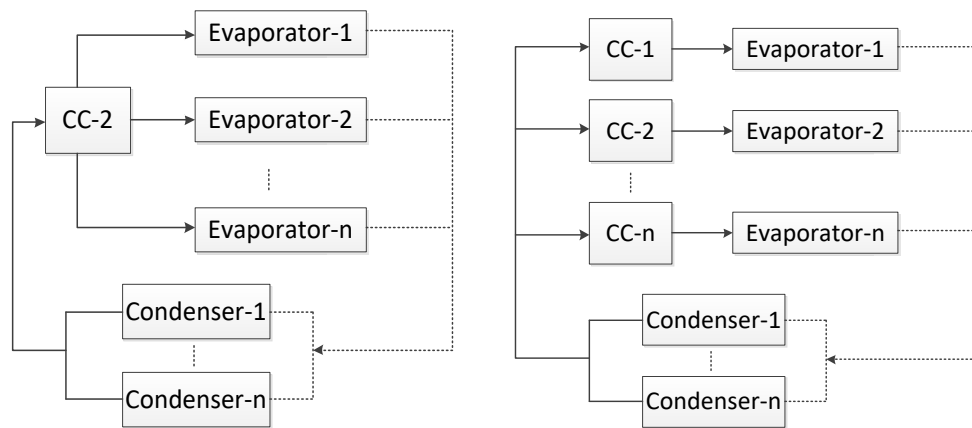 Evaporator-1
CC-2
Evaporator-2
Evaporator-n
Condenser-1
Condenser-n
CC-1
Evaporator-1
CC-2
Evaporator-2
CC-n
Evaporator-n
Condenser-1
Condenser-n